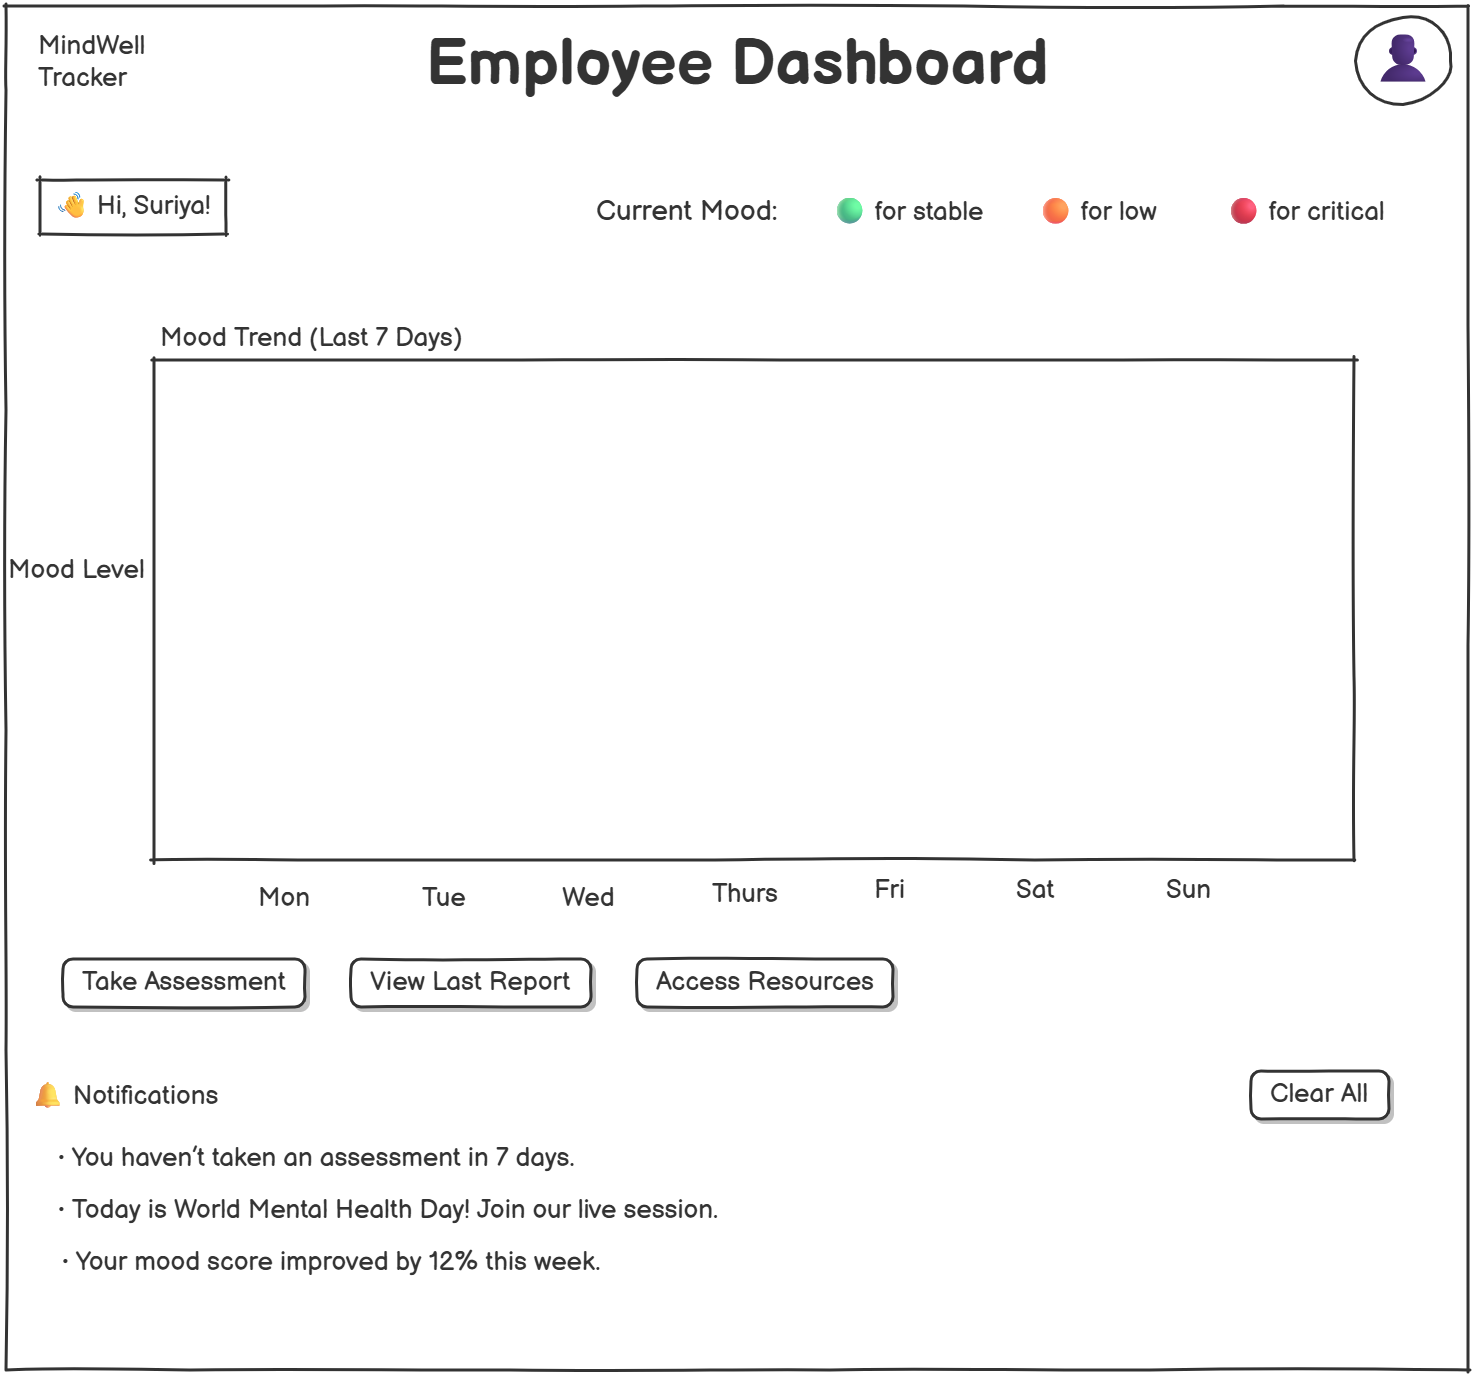 MindWell
Tracker
Employee Dashboard
👋 Hi, Suriya!
Current Mood: 🟢 for stable 🟠 for low 🔴 for critical
Mood Trend (Last 7 Days)
Mood Level
Mon Tue Wed Thurs Fri Sat Sun
Take Assessment View Last Report Access Resources
🔔 Notifications
Clear All
· You haven't taken an assessment in 7 days.
· Today is World Mental Health Day! Join our live session.
· Your mood score improved by 12% this week.